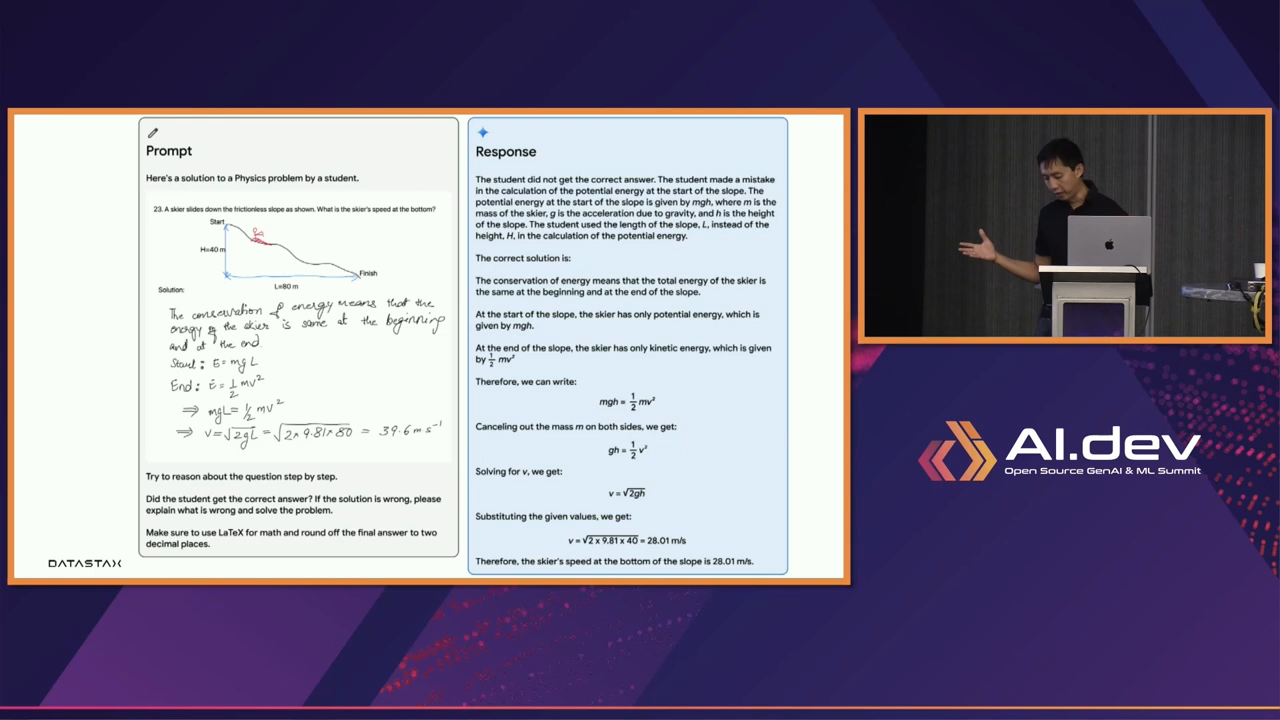 Prompt
Here's a solution to a Physics problem by a student.
23. A skier slides down the frictionless slope as shown. What is the skier's speed at the bottom?
Start
H=40 m
Finish
L=80 m
Solution:
The conservation of energy means that the
energy of the skier is same at the beginning
and at the end.
Start: E = mgL
End: E = 1/2 mv²
⇒ mgL = 1/2 mv²
⇒ v = √2gL = √2×9.81×80 = 39.6 m.s⁻¹
Try to reason about the question step by step.
Did the student get the correct answer? If the solution is wrong, please
explain what is wrong and solve the problem.
Make sure to use LaTeX for math and round off the final answer to two
decimal places.
DATASTAX
Response
The student did not get the correct answer. The student made a mistake
in the calculation of the potential energy at the start of the slope. The
potential energy at the start of the slope is given by mgh, where m is the
mass of the skier, g is the acceleration due to gravity, and h is the height
of the slope. The student used the length of the slope, L, instead of the
height, H, in the calculation of the potential energy.
The correct solution is:
The conservation of energy means that the total energy of the skier is
the same at the beginning and at the end of the slope.
At the start of the slope, the skier has only potential energy, which is
given by mgh.
At the end of the slope, the skier has only kinetic energy, which is given
by 1/2 mv²
Therefore, we can write:
mgh = 1/2 mv²
Canceling out the mass m on both sides, we get:
gh = 1/2 v²
Solving for v, we get:
v = √2gh
Substituting the given values, we get:
v = √2 x 9.81 x 40 = 28.01 m/s
Therefore, the skier's speed at the bottom of the slope is 28.01 m/s.
AI.dev
Open Source GenAI & ML Summit